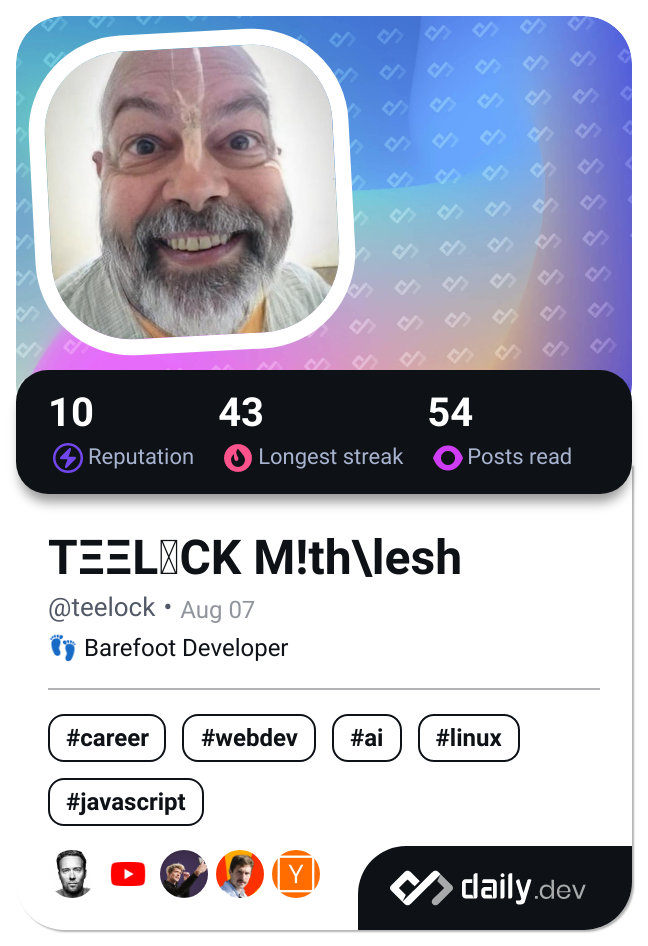 10 43 54
Reputation Longest streak Posts read
TΞΞL▯CK M!th\lesh
@teelock • Aug 07
👣 Barefoot Developer
#career #webdev #ai #linux
#javascript
Y
daily.dev